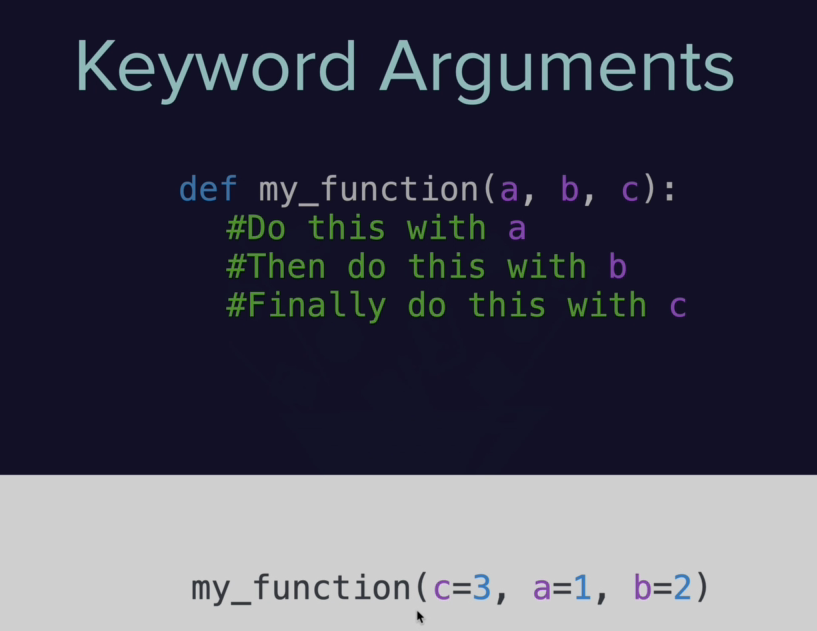 Keyword Arguments
def my_function(a, b, c):
#Do this with a
#Then do this with b
#Finally do this with c
my_function(c=3, a=1, b=2)